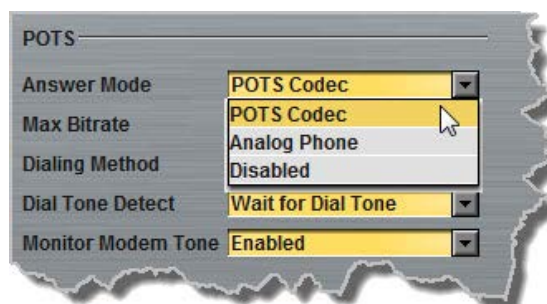 POTS
Answer Mode POTS Codec
POTS Codec
Max Bitrate
Analog Phone
Dialing Method
Disabled
Dial Tone Detect Wait for Dial Tone
Monitor Modem Tone Enabled